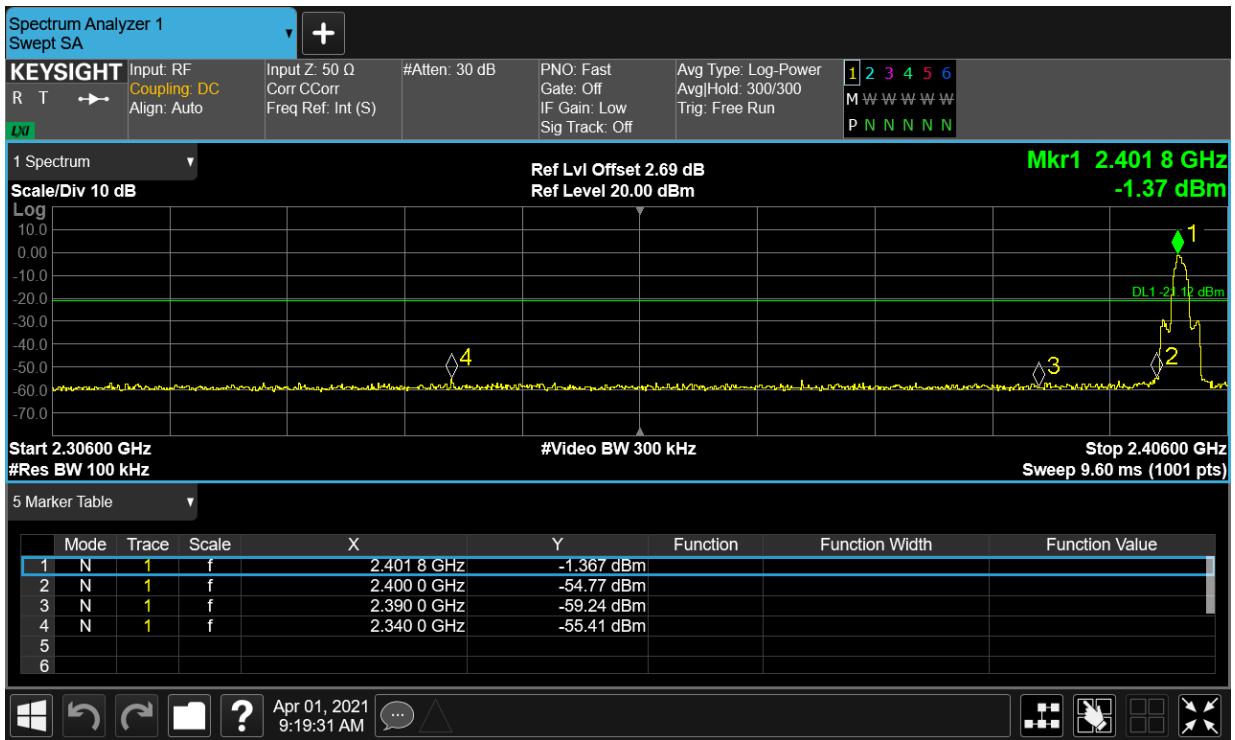 Spectrum Analyzer 1
Swept SA
KEYSIGHT
R T
LXI
Input: RF
Coupling: DC
Align: Auto
Input Z: 50 Ω
Corr CCorr
Freq Ref: Int (S)
#Atten: 30 dB
PNO: Fast
Gate: Off
IF Gain: Low
Sig Track: Off
Avg Type: Log-Power
Avg|Hold: 300/300
Trig: Free Run
1 2 3 4 5 6
M W W W W W
P N N N N N
1 Spectrum
Scale/Div 10 dB
Ref Lvl Offset 2.69 dB
Ref Level 20.00 dBm
Mkr1 2.401 8 GHz
-1.37 dBm
Log
10.0
0.00
-10.0
-20.0
-30.0
-40.0
-50.0
-60.0
-70.0
1
DL1 -21.12 dBm
4
3
2
Start 2.30600 GHz
#Video BW 300 kHz
Stop 2.40600 GHz
#Res BW 100 kHz
Sweep 9.60 ms (1001 pts)
5 Marker Table
Mode Trace Scale X Y Function Function Width Function Value
1 N 1 f 2.401 8 GHz -1.367 dBm
2 N 1 f 2.400 0 GHz -54.77 dBm
3 N 1 f 2.390 0 GHz -59.24 dBm
4 N 1 f 2.340 0 GHz -55.41 dBm
5
6
?
Apr 01, 2021
9:19:31 AM